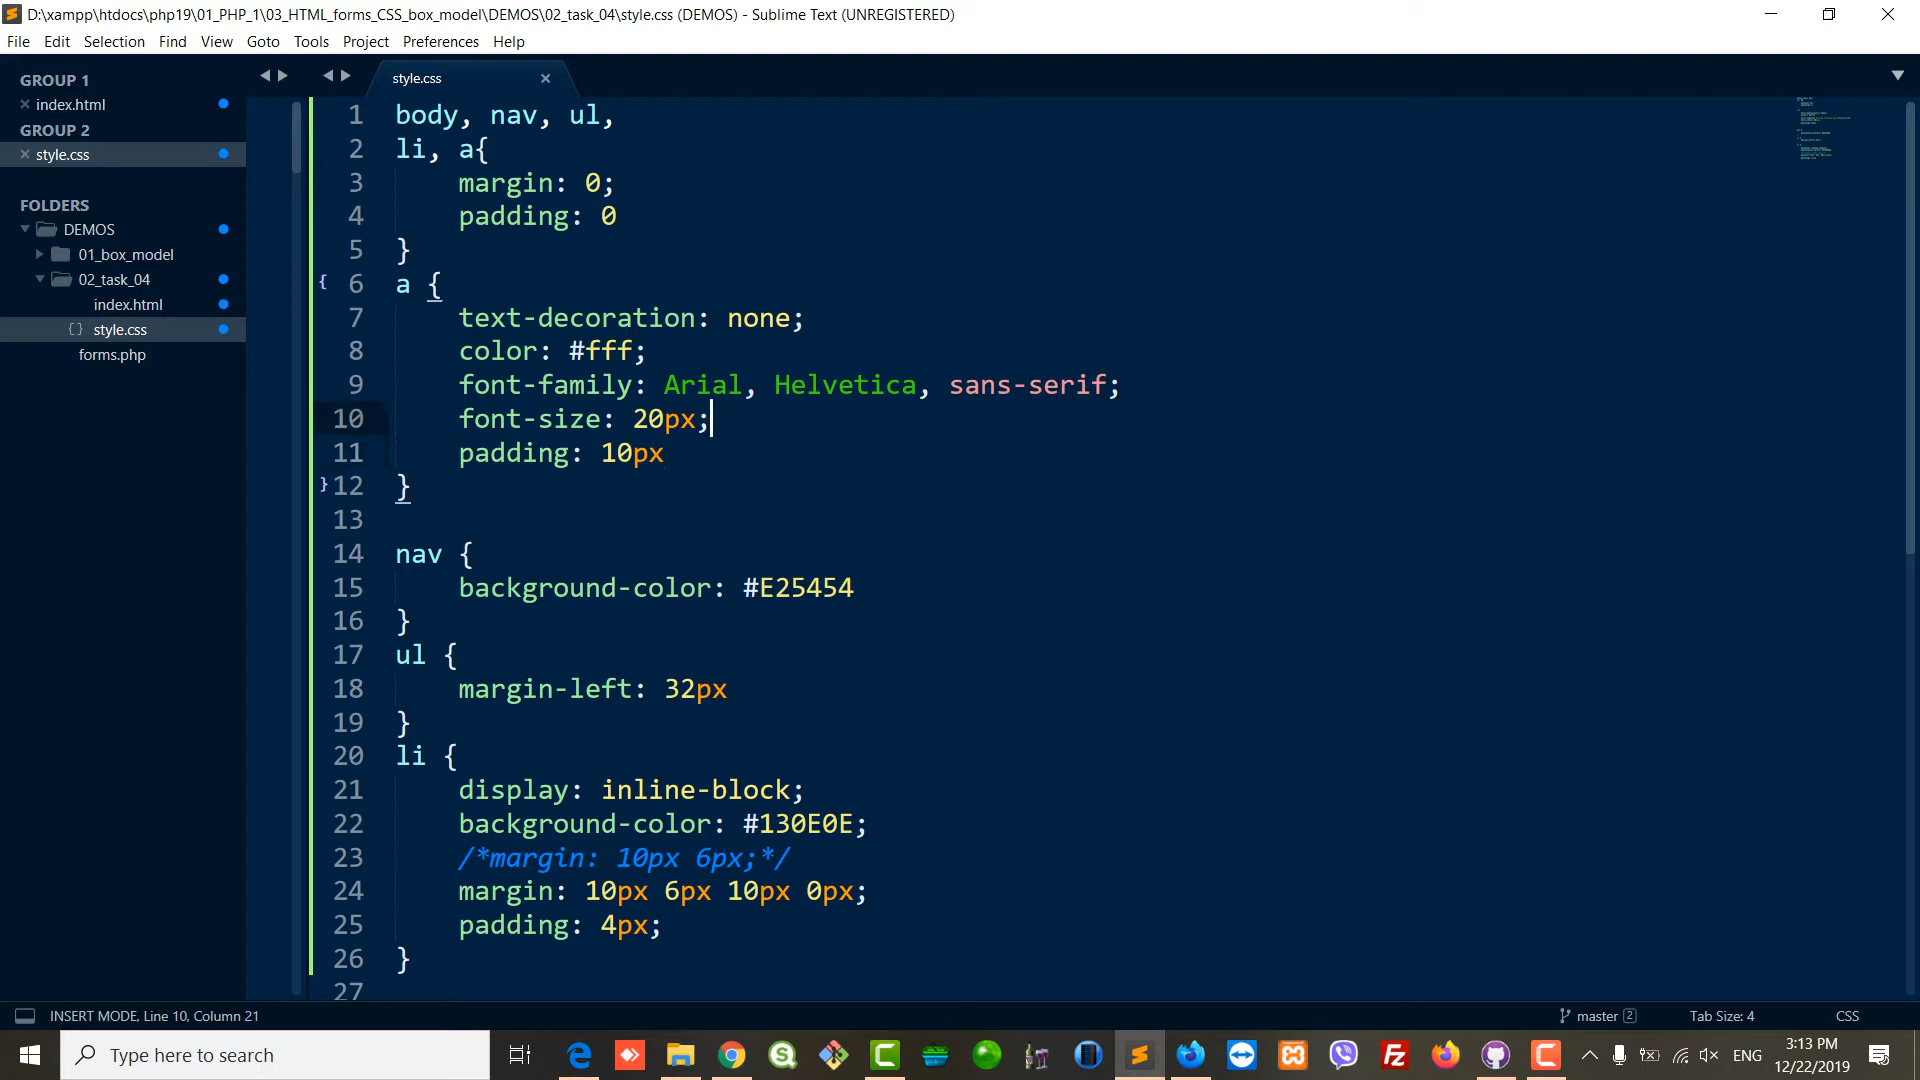 D:\xampp\htdocs\php19\01_PHP_1\03_HTML_forms_CSS_box_model\DEMOS\02_task_04\style.css (DEMOS) - Sublime Text (UNREGISTERED)
File Edit Selection Find View Goto Tools Project Preferences Help
GROUP 1
index.html
GROUP 2
style.css
FOLDERS
DEMOS
01_box_model
02_task_04
index.html
style.css
forms.php
style.css
1 body, nav, ul,
2 li, a{
3 margin: 0;
4 padding: 0
5 }
6 a {
7 text-decoration: none;
8 color: #fff;
9 font-family: Arial, Helvetica, sans-serif;
10 font-size: 20px;
11 padding: 10px
12 }
13
14 nav {
15 background-color: #E25454
16 }
17 ul {
18 margin-left: 32px
19 }
20 li {
21 display: inline-block;
22 background-color: #130E0E;
23 /*margin: 10px 6px;*/
24 margin: 10px 6px 10px 0px;
25 padding: 4px;
26 }
27
INSERT MODE, Line 10, Column 21
master 2
Tab Size: 4
CSS
Type here to search
ENG
3:13 PM
12/22/2019